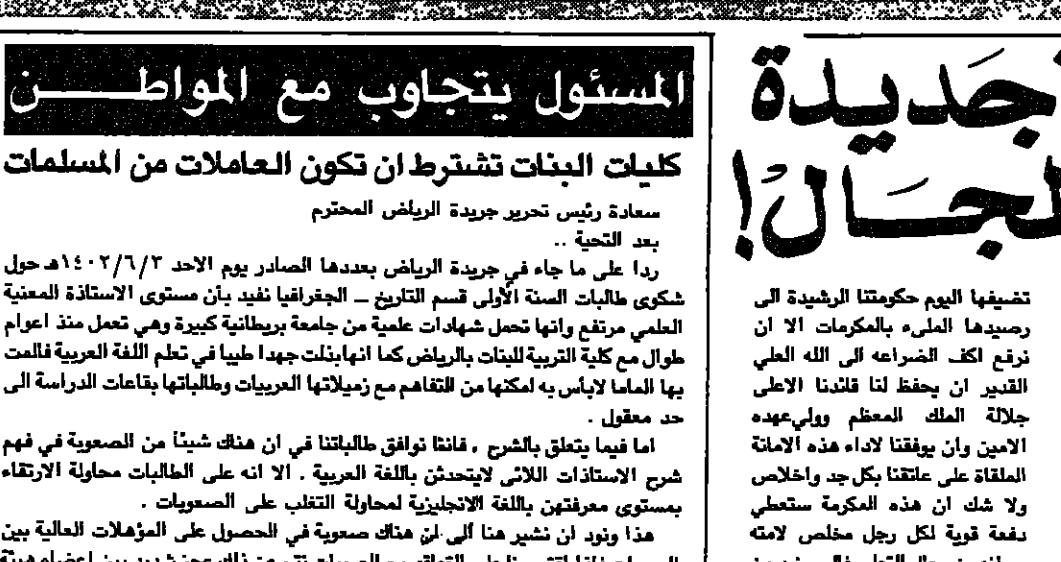 المسئول يتجاوب مع المواطن
كليات البنات تشترط ان تكون العاملات من المسلمات
سعادة رئيس تحرير جريدة الرياض المحترم
بعد التحية ..
ردا على ما جاء في جريدة الرياض بعددها الصادر يوم الاحد ١٤٠٢/٦/٣هـ حول
شكوى طالبات السنة الأولى قسم التاريخ ــ الجغرافيا نفيد بأن مستوى الاستاذة المعنية
العلمي مرتفع وانها تحمل شهادات علمية من جامعة بريطانية كبيرة وهي تعمل منذ اعوام
طوال مع كلية التربية للبنات بالرياض كما انها بذلت جهدا طيبا في تعلم اللغة العربية فالمت
بها الماما لابأس به لمكنها من التفاهم مع زميلاتها العربيات وطالباتها بقاعات الدراسة الى
حد معقول .
اما فيما يتعلق بالشرح ، فاننا نوافق طالباتنا في ان هناك شيئاً من الصعوبة في فهم
شرح الاستاذات اللائى لايتحدثن باللغة العربية . الا انه على الطالبات محاولة الارتقاء
بمستوى معرفتهن باللغة الانجليزية لمحاولة التغلب على الصعوبات .
هذا ونود ان نشير هنا ألى ان هناك صعوبة في الحصول على المؤهلات العالية بين
جديدة
لجال!
تضيفها اليوم حكومتنا الرشيدة الى
رصيدها الملىء بالمكرمات الا ان
نرفع اكف الضراعه الى الله العلي
القدير ان يحفظ لنا قائدنا الاعلى
جلالة الملك المعظم وولي عهده
الامين وأن يوفقنا لاداء هذه الامانة
الملقاة على عاتقنا بكل جد واخلاص
ولا شك ان هذه المكرمة ستعطي
دفعة قوية لكل رجل مخلص لامته